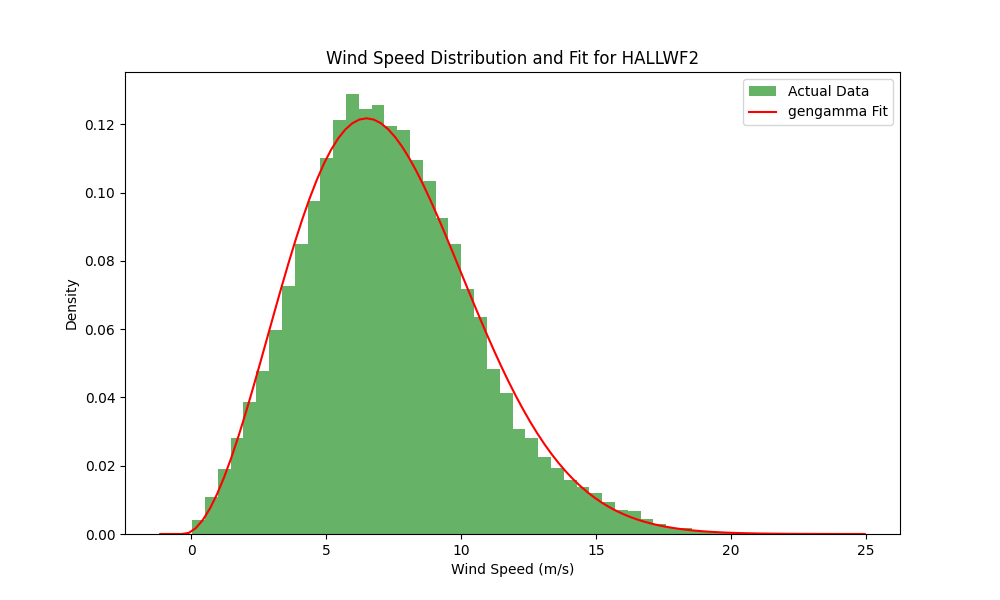 Wind Speed Distribution and Fit for HALLWF2
Actual Data
gengamma Fit
0.12
0.10
0.08
0.06
0.04
0.02
0.00
Density
0
5
10
15
20
25
Wind Speed (m/s)